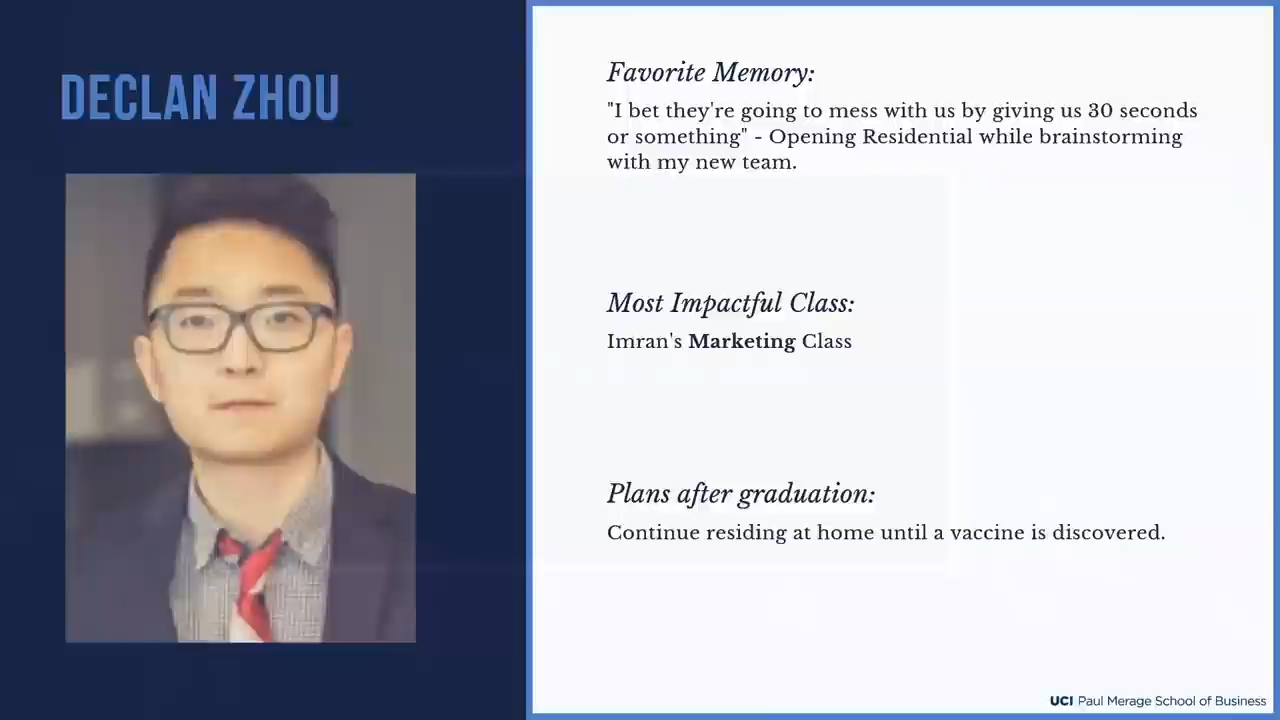 DECLAN ZHOU
Favorite Memory:
"I bet they're going to mess with us by giving us 30 seconds
or something" - Opening Residential while brainstorming
with my new team.
Most Impactful Class:
Imran's Marketing Class
Plans after graduation:
Continue residing at home until a vaccine is discovered.
UCI Paul Merage School of Business